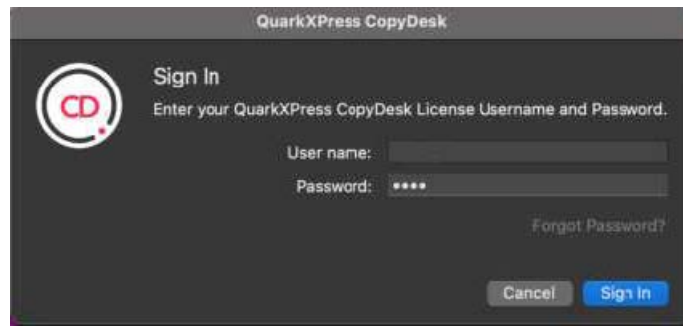 QuarkXPress CopyDesk
CD
Sign In
Enter your QuarkXPress CopyDesk License Username and Password.
User name:
Password: ••••
Forgot Password?
Cancel Sign In